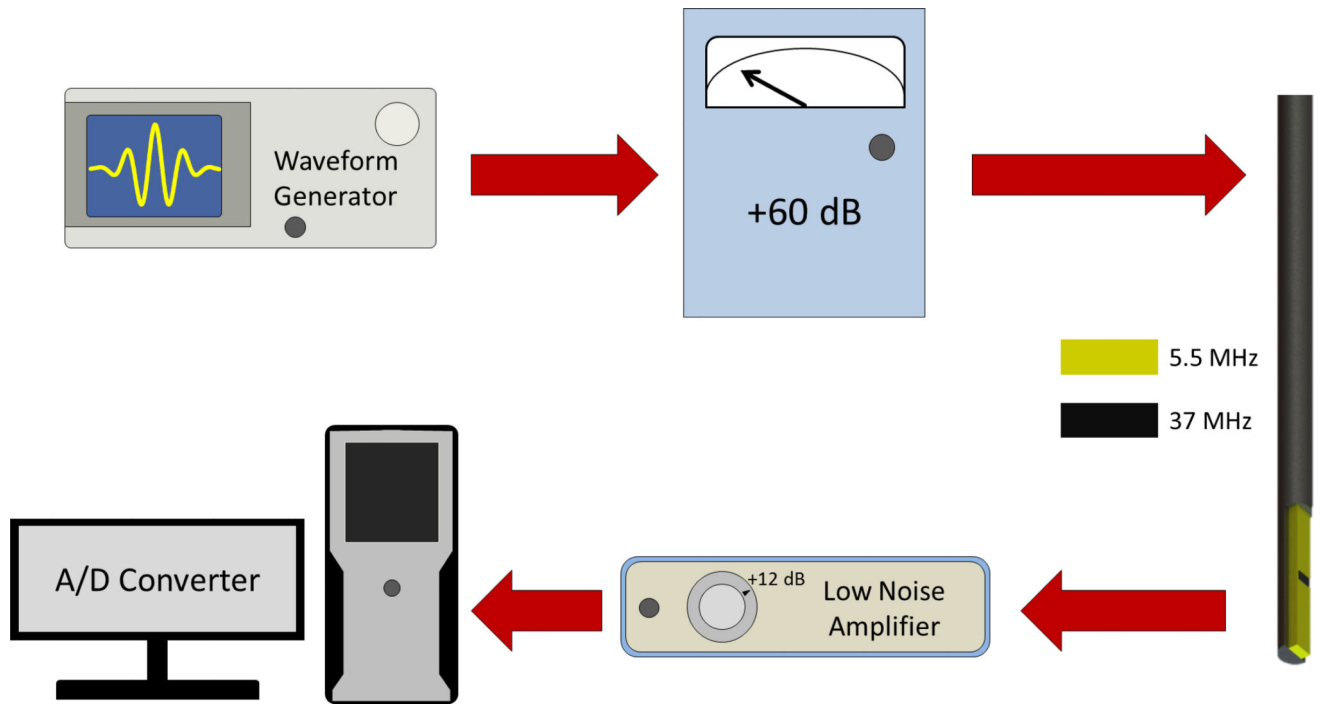 Waveform
Generator
+60 dB
5.5 MHz
37 MHz
A/D Converter
+12 dB
Low Noise
Amplifier